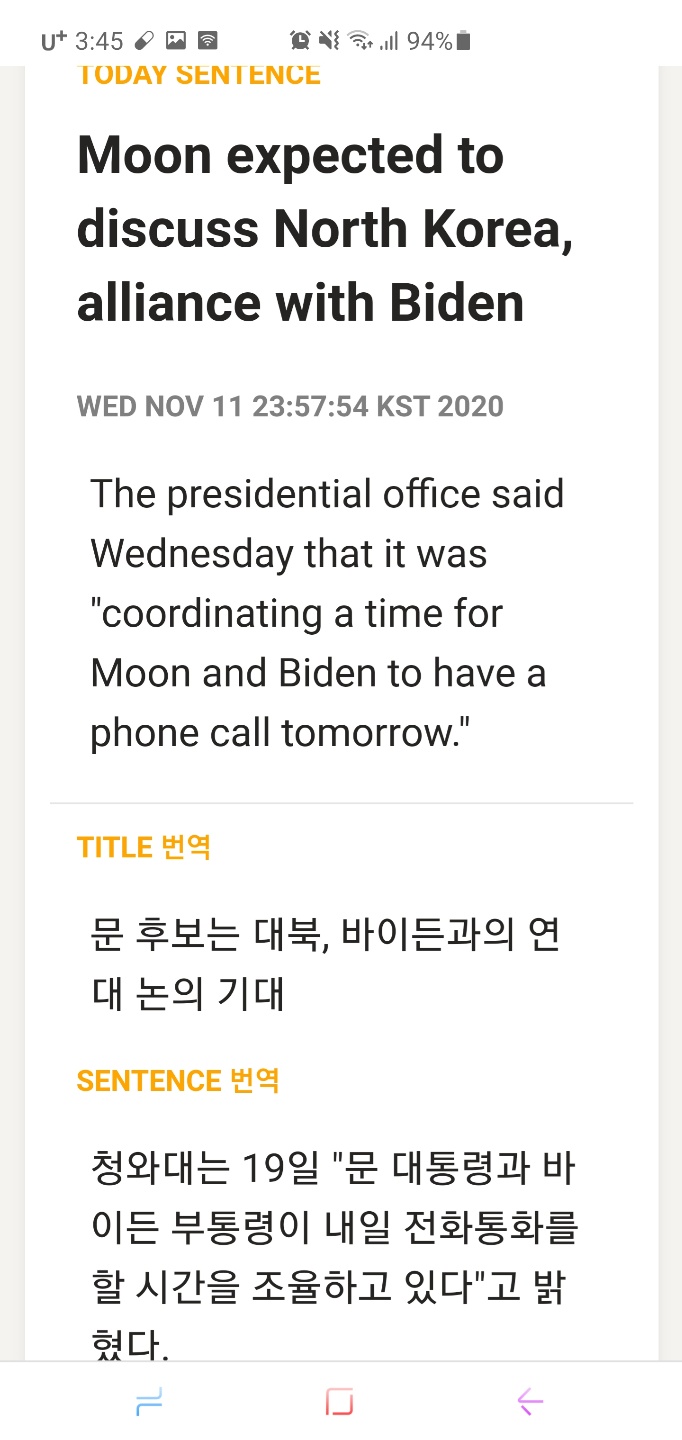 U+ 3:45 94%
TODAY SENTENCE
Moon expected to
discuss North Korea,
alliance with Biden
WED NOV 11 23:57:54 KST 2020
The presidential office said
Wednesday that it was
"coordinating a time for
Moon and Biden to have a
phone call tomorrow."
TITLE 번역
문 후보는 대북, 바이든과의 연
대 논의 기대
SENTENCE 번역
청와대는 19일 "문 대통령과 바
이든 부통령이 내일 전화통화를
할 시간을 조율하고 있다"고 밝
혔다.